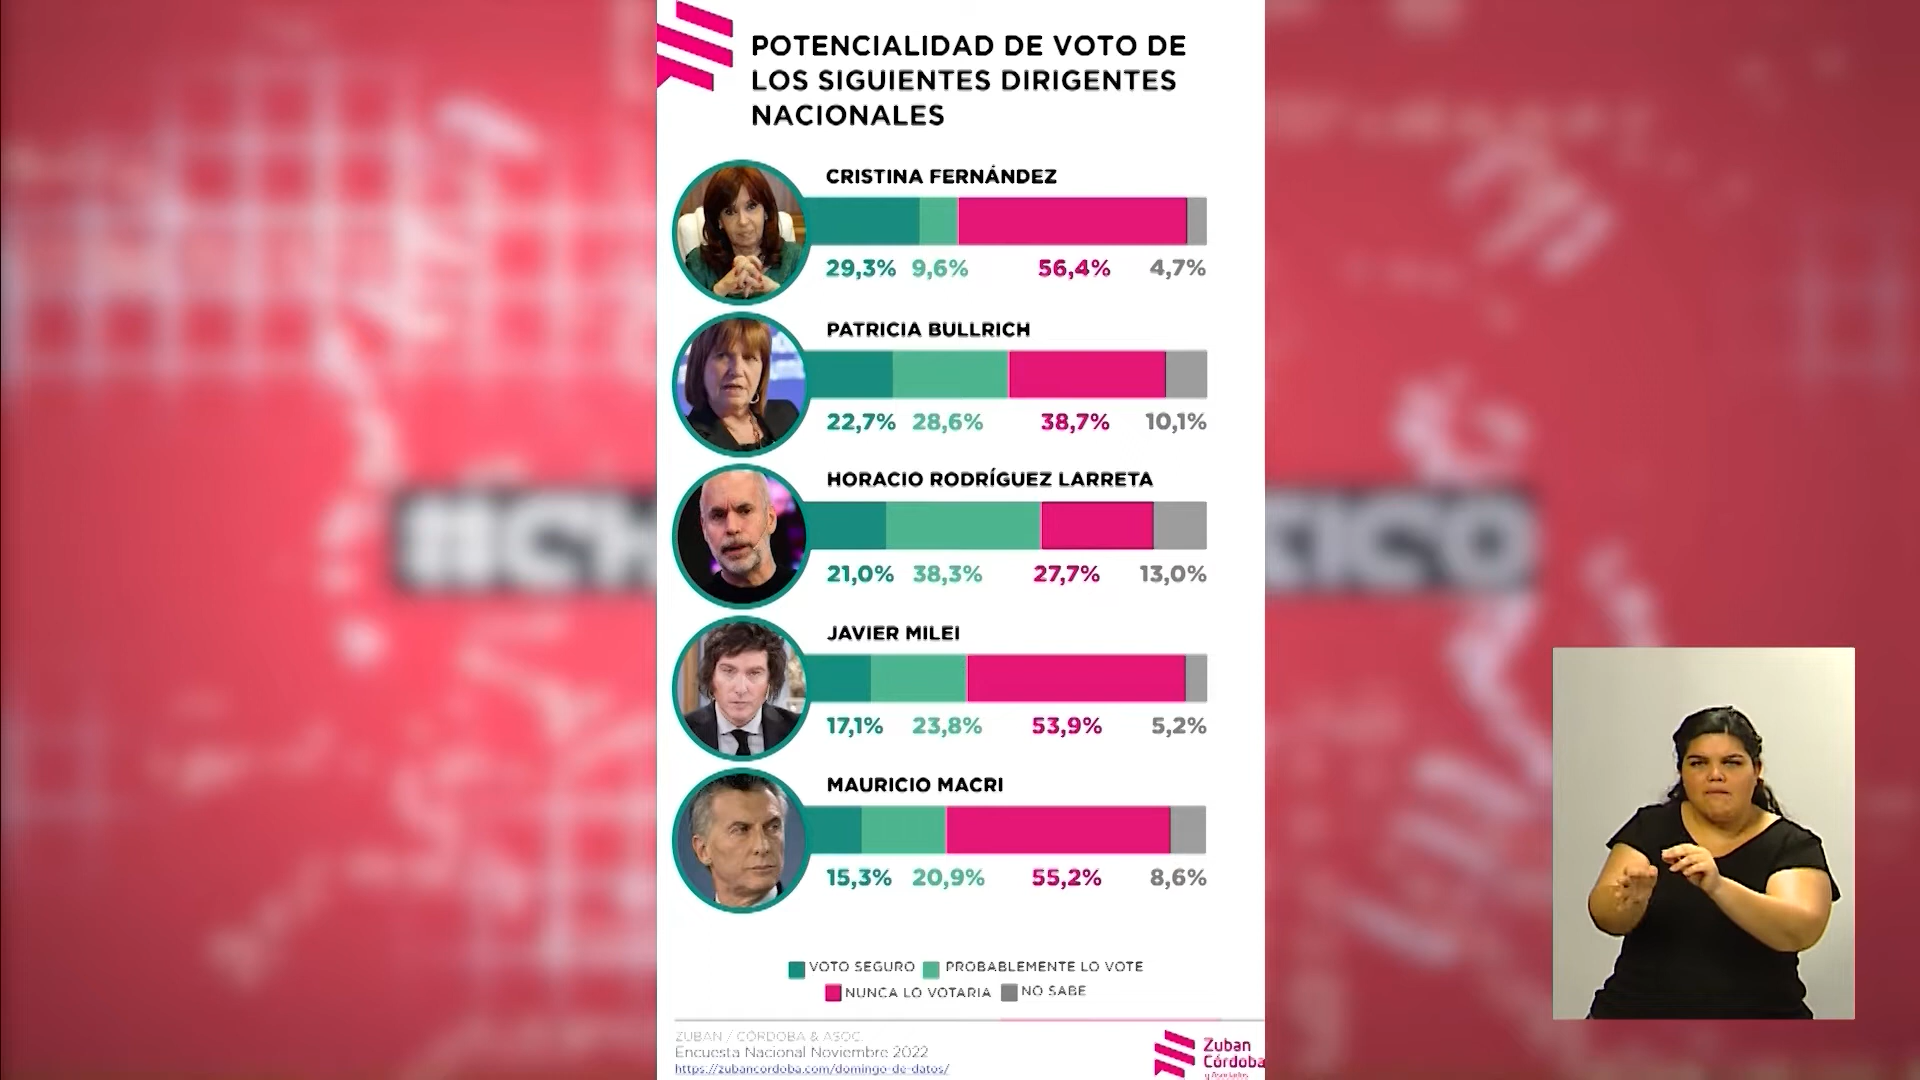 POTENCIALIDAD DE VOTO DE
LOS SIGUIENTES DIRIGENTES
NACIONALES
CRISTINA FERNÁNDEZ
29,3% 9,6% 56,4% 4,7%
PATRICIA BULLRICH
22,7% 28,6% 38,7% 10,1%
HORACIO RODRÍGUEZ LARRETA
21,0% 38,3% 27,7% 13,0%
JAVIER MILEI
17,1% 23,8% 53,9% 5,2%
MAURICIO MACRI
15,3% 20,9% 55,2% 8,6%
VOTO SEGURO PROBABLEMENTE LO VOTE
NUNCA LO VOTARIA NO SABE
ZUBAN / CÓRDOBA & ASOC.
Encuesta Nacional Noviembre 2022
https://zubancordoba.com/domingo-de-datos/
Zuban
Córdoba
y Asociados
#CH
XICO